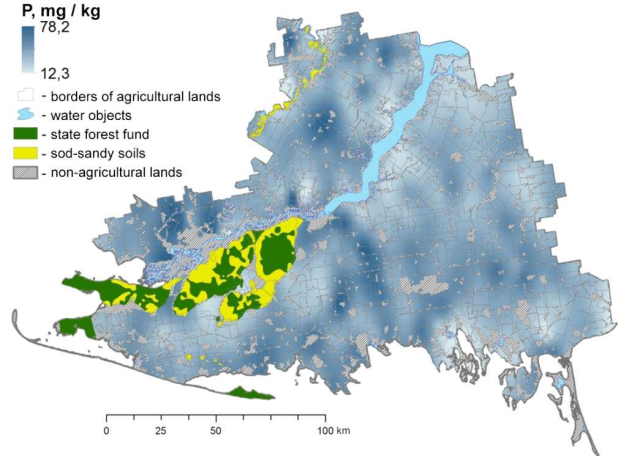 P, mg / kg
78,2
12,3
- borders of agricultural lands
- water objects
- state forest fund
- sod-sandy soils
- non-agricultural lands
0 25 50 100 km